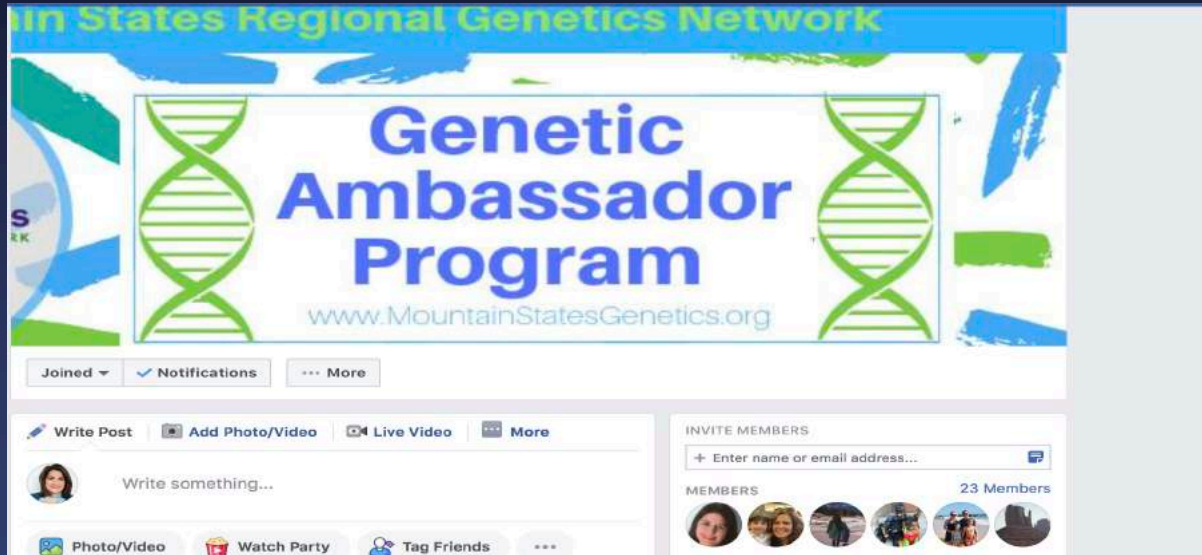 in States Regional Genetics Network
Genetic
Ambassador
Program
www.MountainStatesGenetics.org
S
RK
Joined
Notifications
··· More
Write Post
Add Photo/Video
Live Video
More
Write something...
Photo/Video
Watch Party
Tag Friends
···
INVITE MEMBERS
+ Enter name or email address...
MEMBERS
23 Members